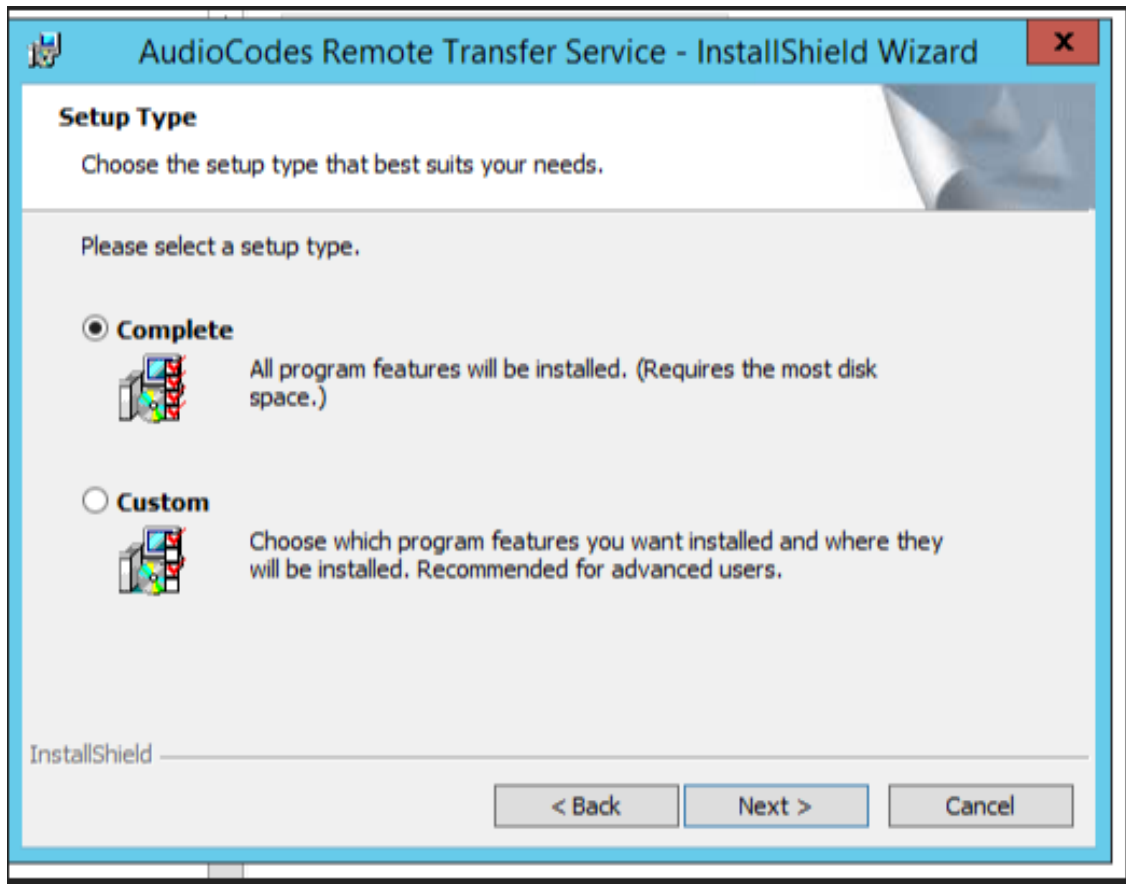 AudioCodes Remote Transfer Service - InstallShield Wizard
x
Setup Type
Choose the setup type that best suits your needs.
Please select a setup type.
Complete
All program features will be installed. (Requires the most disk
space.)
Custom
Choose which program features you want installed and where they
will be installed. Recommended for advanced users.
InstallShield
< Back
Next >
Cancel